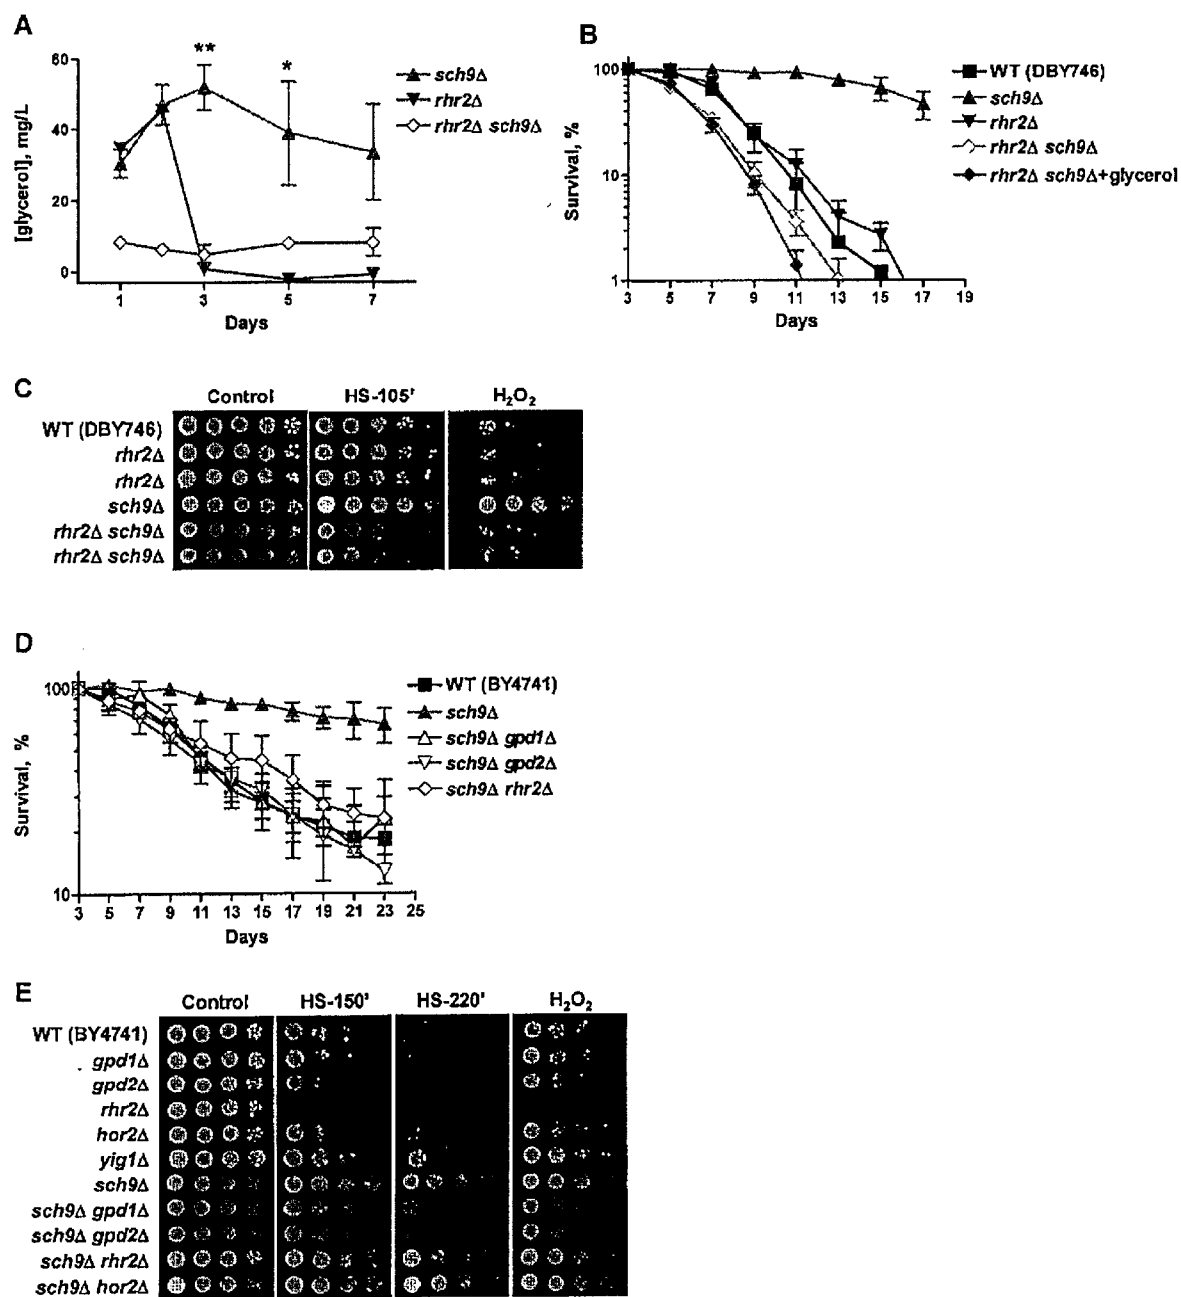 A
60
40
20
0
[glycerol], mg/L
**
*
1 3 5 7
Days
sch9Δ
rhr2Δ
rhr2Δ sch9Δ
B
100
10
1
Survival, %
3 5 7 9 11 13 15 17 19
Days
WT (DBY746)
sch9Δ
rhr2Δ
rhr2Δ sch9Δ
rhr2Δ sch9Δ+glycerol
C
Control HS-105' H₂O₂
WT (DBY746)
rhr2Δ
rhr2Δ
sch9Δ
rhr2Δ sch9Δ
rhr2Δ sch9Δ
D
100
10
Survival, %
3 5 7 9 11 13 15 17 19 21 23 25
Days
WT (BY4741)
sch9Δ
sch9Δ gpd1Δ
sch9Δ gpd2Δ
sch9Δ rhr2Δ
E
Control HS-150' HS-220' H₂O₂
WT (BY4741)
gpd1Δ
gpd2Δ
rhr2Δ
hor2Δ
yig1Δ
sch9Δ
sch9Δ gpd1Δ
sch9Δ gpd2Δ
sch9Δ rhr2Δ
sch9Δ hor2Δ